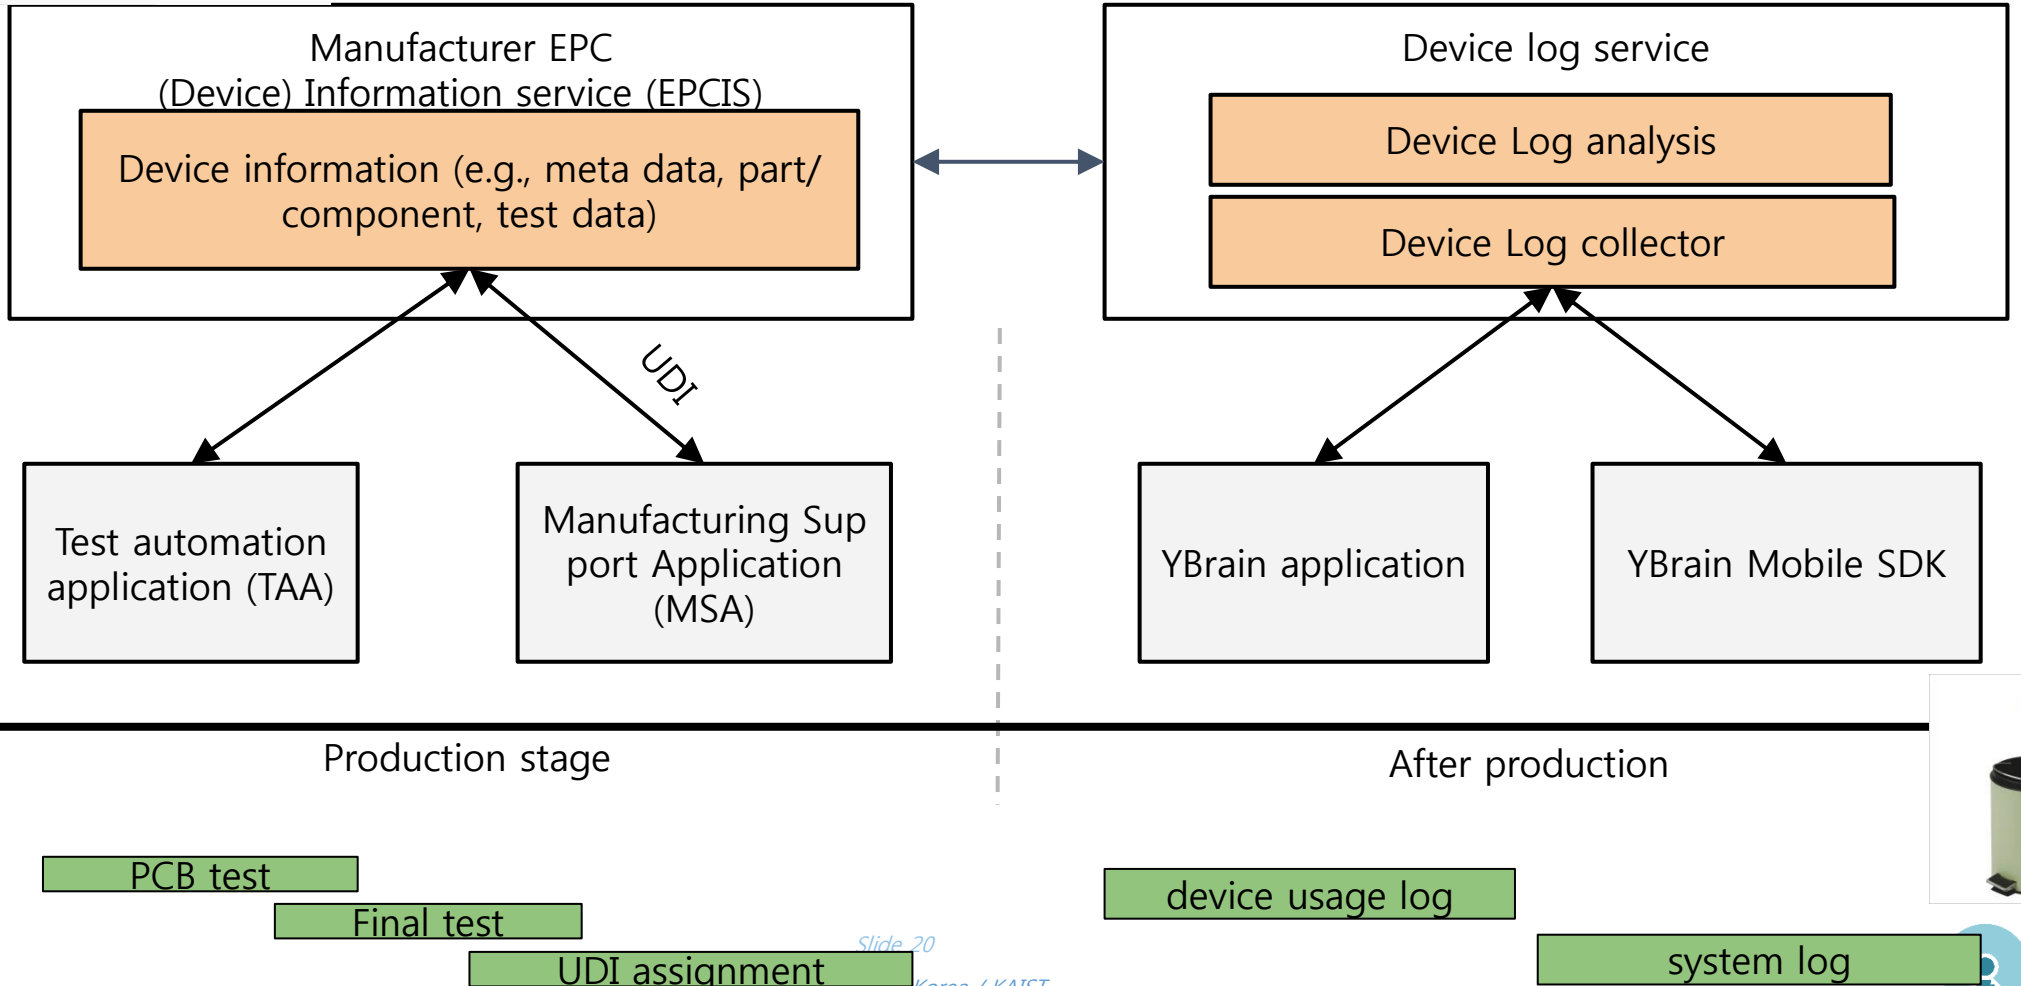 Manufacturer EPC
(Device) Information service (EPCIS)
Device information (e.g., meta data, part/
component, test data)
Device log service
Device Log analysis
Device Log collector
UDI
Test automation
application (TAA)
Manufacturing Sup
port Application
(MSA)
YBrain application
YBrain Mobile SDK
Production stage
After production
PCB test
Final test
UDI assignment
device usage log
system log
Slide 20
Korea / KAIST